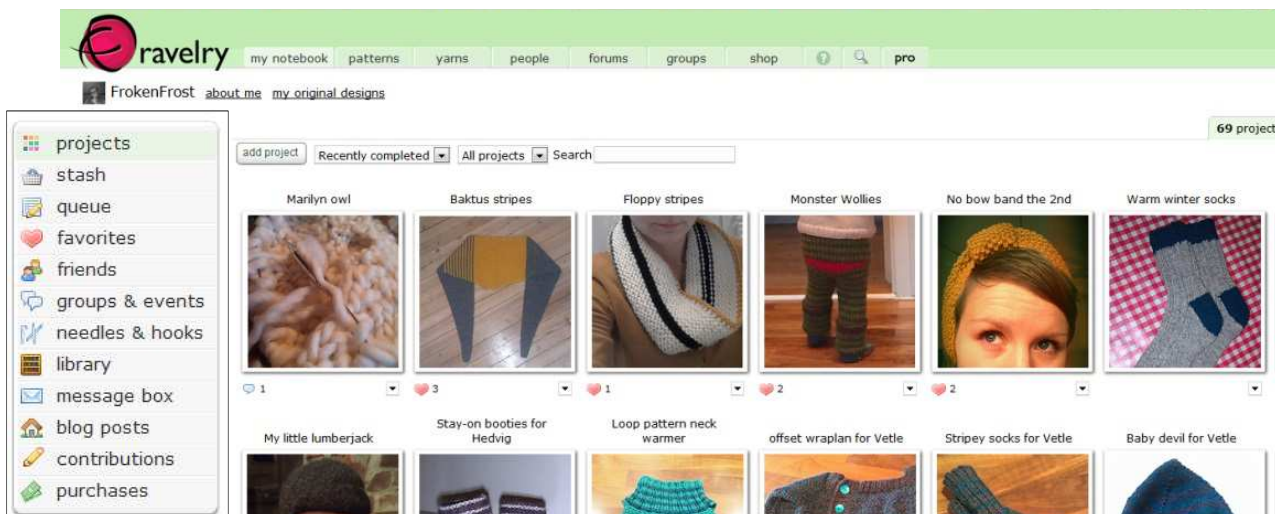 ravelry
my notebook patterns yarns people forums groups shop ? pro
FrokenFrost about me my original designs
69 project
projects
stash
queue
favorites
friends
groups & events
needles & hooks
library
message box
blog posts
contributions
purchases
add project Recently completed All projects Search
Marilyn owl Baktus stripes Floppy stripes Monster Wollies No bow band the 2nd Warm winter socks
1 3 1 2 2
My little lumberjack Stay-on booties for Hedvig Loop pattern neck warmer offset wraplan for Vetle Stripey socks for Vetle Baby devil for Vetle